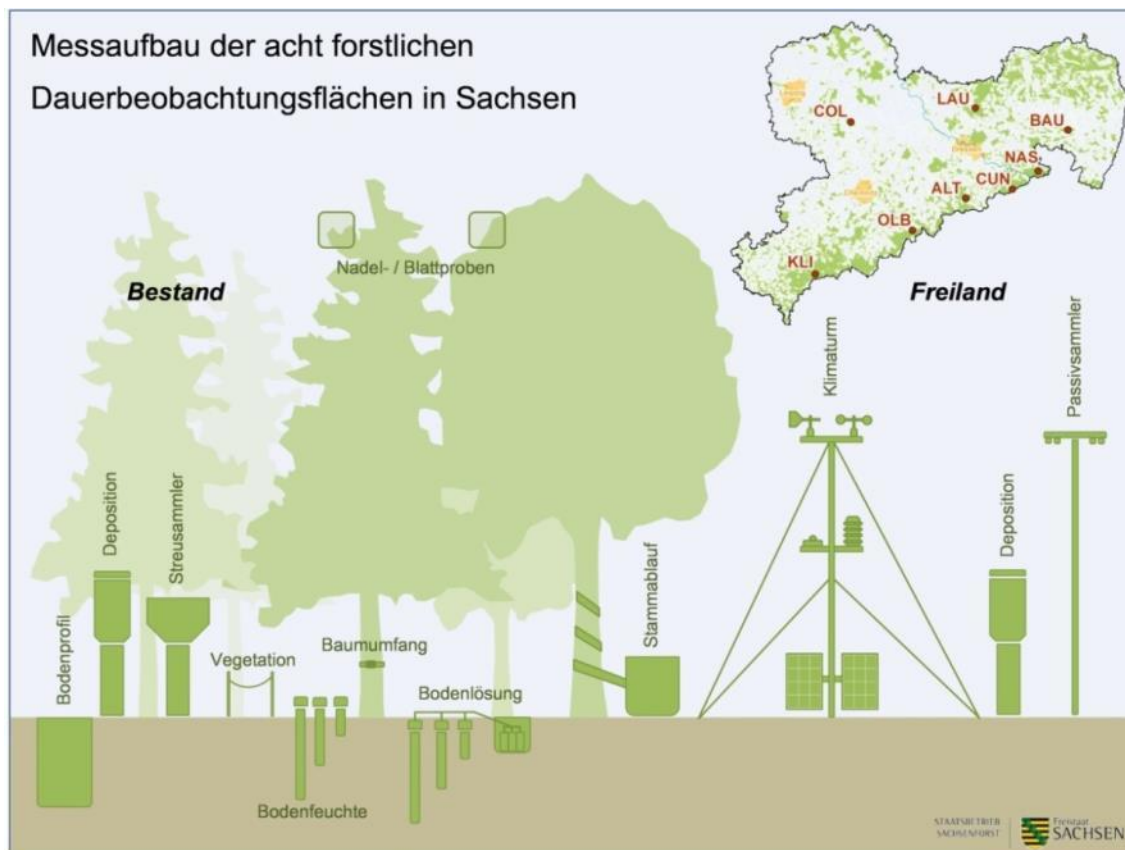 Messaufbau der acht forstlichen
Dauerbeobachtungsflächen in Sachsen
COL
LAU
BAU
NAS
CUN
ALT
OLB
KLI
Nadel- / Blattproben
Bestand
Freiland
Klimaturm
Passivsammler
Deposition
Streusammler
Deposition
Bodenprofil
Vegetation
Baumumfang
Stammablauf
Bodenlösung
Bodenfeuchte
STAATSBETRIEB
SACHSENFORST
Freistaat
SACHSEN